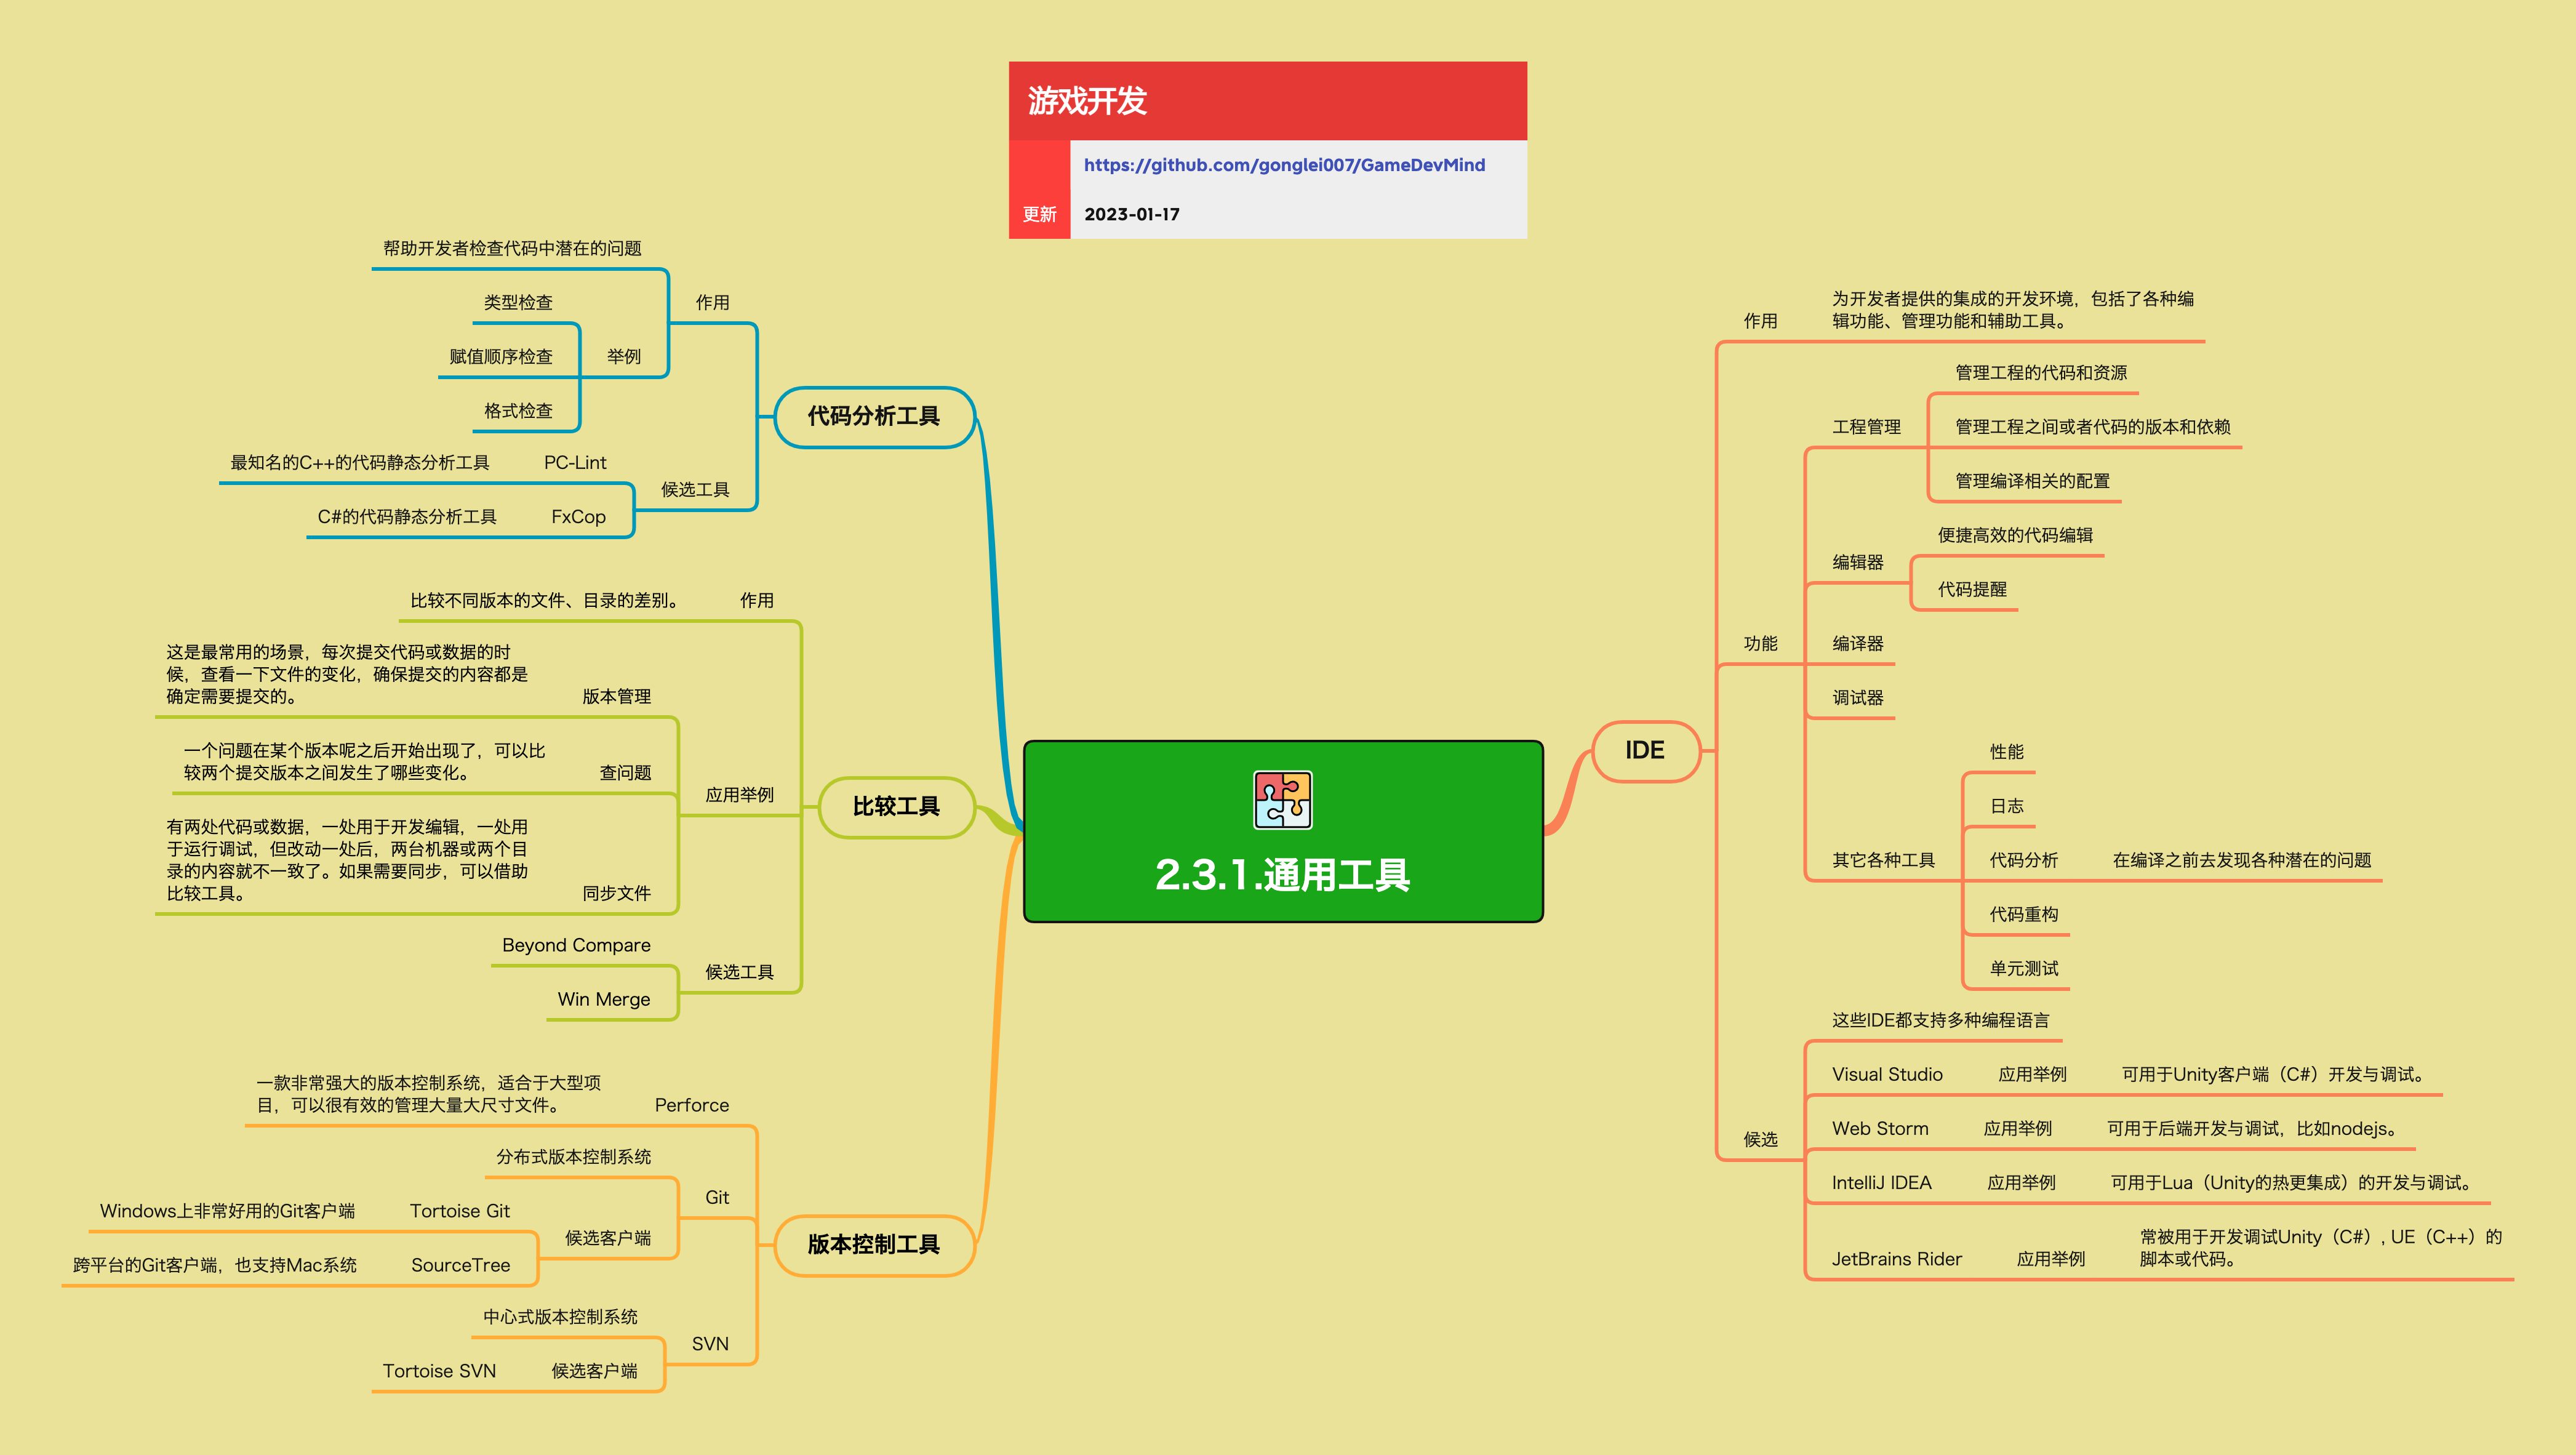 游戏开发
https://github.com/gonglei007/GameDevMind
更新
2023-01-17
2.3.1.通用工具
IDE
作用
为开发者提供的集成的开发环境，包括了各种编
辑功能、管理功能和辅助工具。
功能
工程管理
管理工程的代码和资源
管理工程之间或者代码的版本和依赖
管理编译相关的配置
编辑器
便捷高效的代码编辑
代码提醒
编译器
调试器
其它各种工具
性能
日志
代码分析
在编译之前去发现各种潜在的问题
代码重构
单元测试
候选
这些IDE都支持多种编程语言
Visual Studio
应用举例
可用于Unity客户端（C#）开发与调试。
Web Storm
应用举例
可用于后端开发与调试，比如nodejs。
IntelliJ IDEA
应用举例
可用于Lua（Unity的热更集成）的开发与调试。
JetBrains Rider
应用举例
常被用于开发调试Unity（C#）, UE（C++）的
脚本或代码。
代码分析工具
作用
帮助开发者检查代码中潜在的问题
举例
类型检查
赋值顺序检查
格式检查
候选工具
PC-Lint
最知名的C++的代码静态分析工具
FxCop
C#的代码静态分析工具
比较工具
作用
比较不同版本的文件、目录的差别。
应用举例
版本管理
这是最常用的场景，每次提交代码或数据的时
候，查看一下文件的变化，确保提交的内容都是
确定需要提交的。
查问题
一个问题在某个版本呢之后开始出现了，可以比
较两个提交版本之间发生了哪些变化。
同步文件
有两处代码或数据，一处用于开发编辑，一处用
于运行调试，但改动一处后，两台机器或两个目
录的内容就不一致了。如果需要同步，可以借助
比较工具。
候选工具
Beyond Compare
Win Merge
版本控制工具
Perforce
一款非常强大的版本控制系统，适合于大型项
目，可以很有效的管理大量大尺寸文件。
Git
分布式版本控制系统
候选客户端
Tortoise Git
Windows上非常好用的Git客户端
SourceTree
跨平台的Git客户端，也支持Mac系统
SVN
中心式版本控制系统
候选客户端
Tortoise SVN